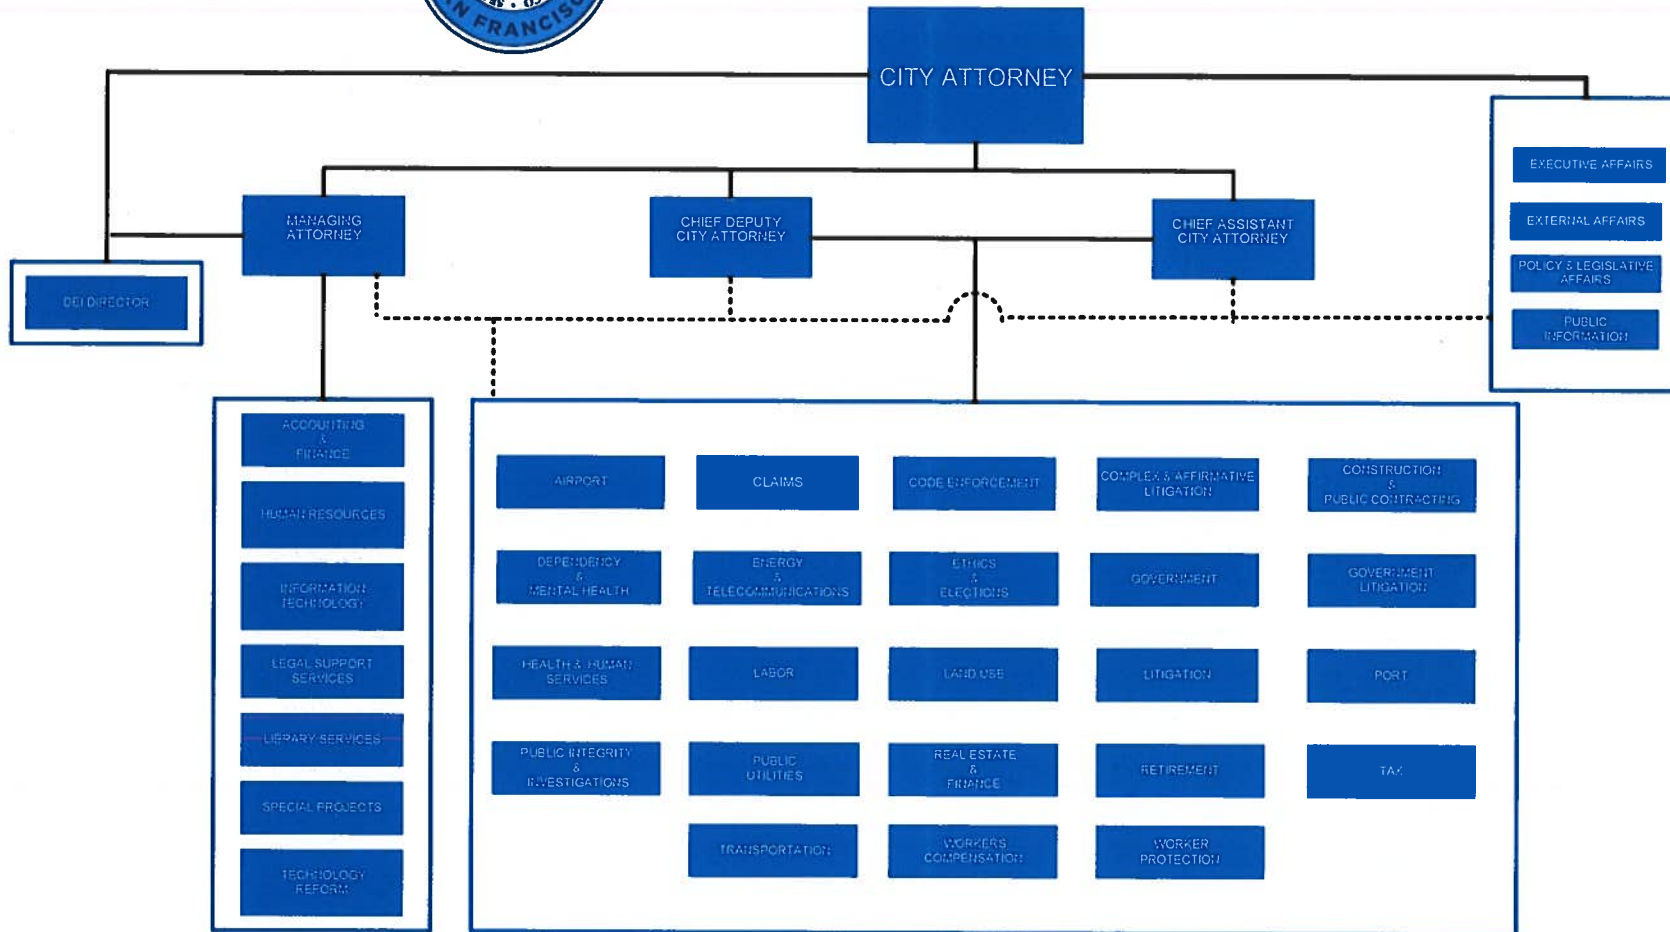 AN FRANCISC
CITY ATTORNEY
EXECUTIVE AFFAIRS
EXTERNAL AFFAIRS
POLICY & LEGISLATIVE
AFFAIRS
PUBLIC
INFORMATION
MANAGING
ATTORNEY
CHIEF DEPUTY
CITY ATTORNEY
CHIEF ASSISTANT
CITY ATTORNEY
DEI DIRECTOR
ACCOUNTING
&
FINANCE
HUMAN RESOURCES
INFORMATION
TECHNOLOGY
LEGAL SUPPORT
SERVICES
LIBRARY SERVICES
SPECIAL PROJECTS
TECHNOLOGY
REFORM
AIRPORT
CLAIMS
CODE ENFORCEMENT
COMPLEX & AFFIRMATIVE
LITIGATION
CONSTRUCTION
&
PUBLIC CONTRACTING
DEPENDENCY
&
MENTAL HEALTH
ENERGY
&
TELECOMMUNICATIONS
ETHICS
&
ELECTIONS
GOVERNMENT
GOVERNMENT
LITIGATION
HEALTH & HUMAN
SERVICES
LABOR
LAND USE
LITIGATION
PORT
PUBLIC INTEGRITY
&
INVESTIGATIONS
PUBLIC
UTILITIES
REAL ESTATE
&
FINANCE
RETIREMENT
TAX
TRANSPORTATION
WORKERS
COMPENSATION
WORKER
PROTECTION